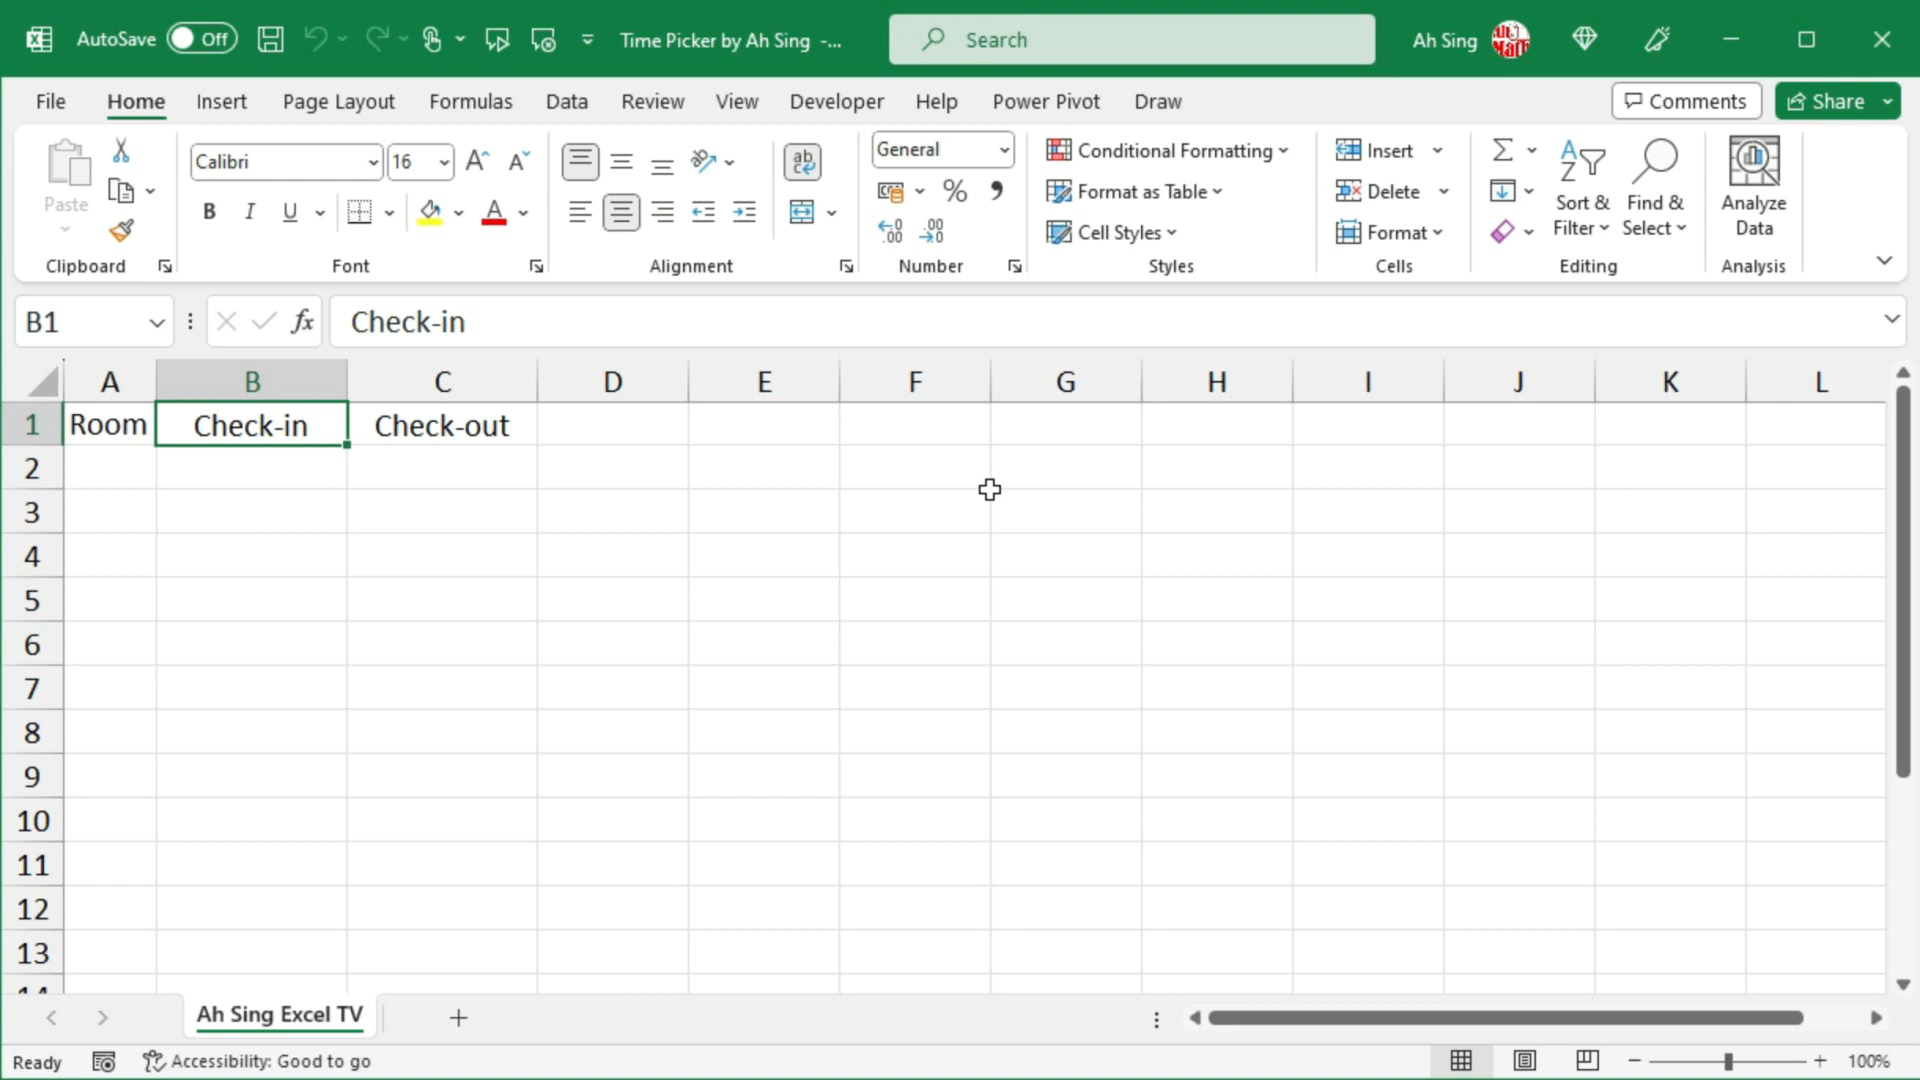 AutoSave Off Time Picker by Ah Sing -... Search Ah Sing
File Home Insert Page Layout Formulas Data Review View Developer Help Power Pivot Draw Comments Share
Paste
Calibri 16
B I U A
ab
General
% ,
.00 .00
Conditional Formatting
Format as Table
Cell Styles
Insert
Delete
Format
Sort & Filter
Find & Select
Analyze Data
Clipboard Font Alignment Number Styles Cells Editing Analysis
B1 fx Check-in
A B C D E F G H I J K L
1 Room Check-in Check-out
2
3
4
5
6
7
8
9
10
11
12
13
14
Ah Sing Excel TV
Ready Accessibility: Good to go 100%